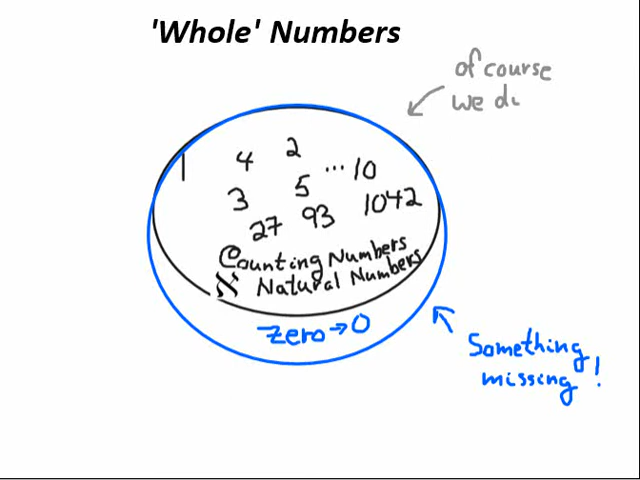 'Whole' Numbers
of course
we d
1 4 2
3 5 ... 10
27 93 1042
Counting Numbers
ℵ Natural Numbers
zero → 0
Something
missing!